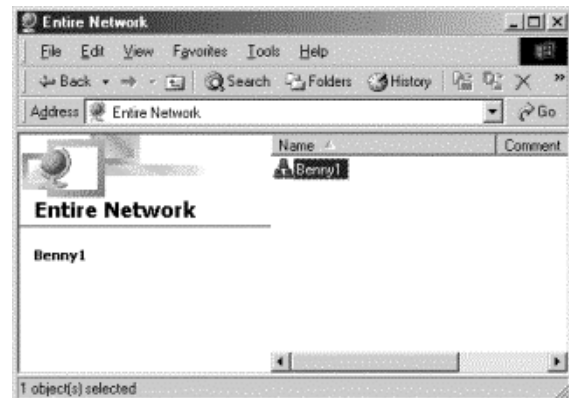 Entire Network
File Edit View Favorites Tools Help
Back Search Folders History »
Address Entire Network Go
Name Comment
Benny1
Entire Network
Benny1
1 object(s) selected